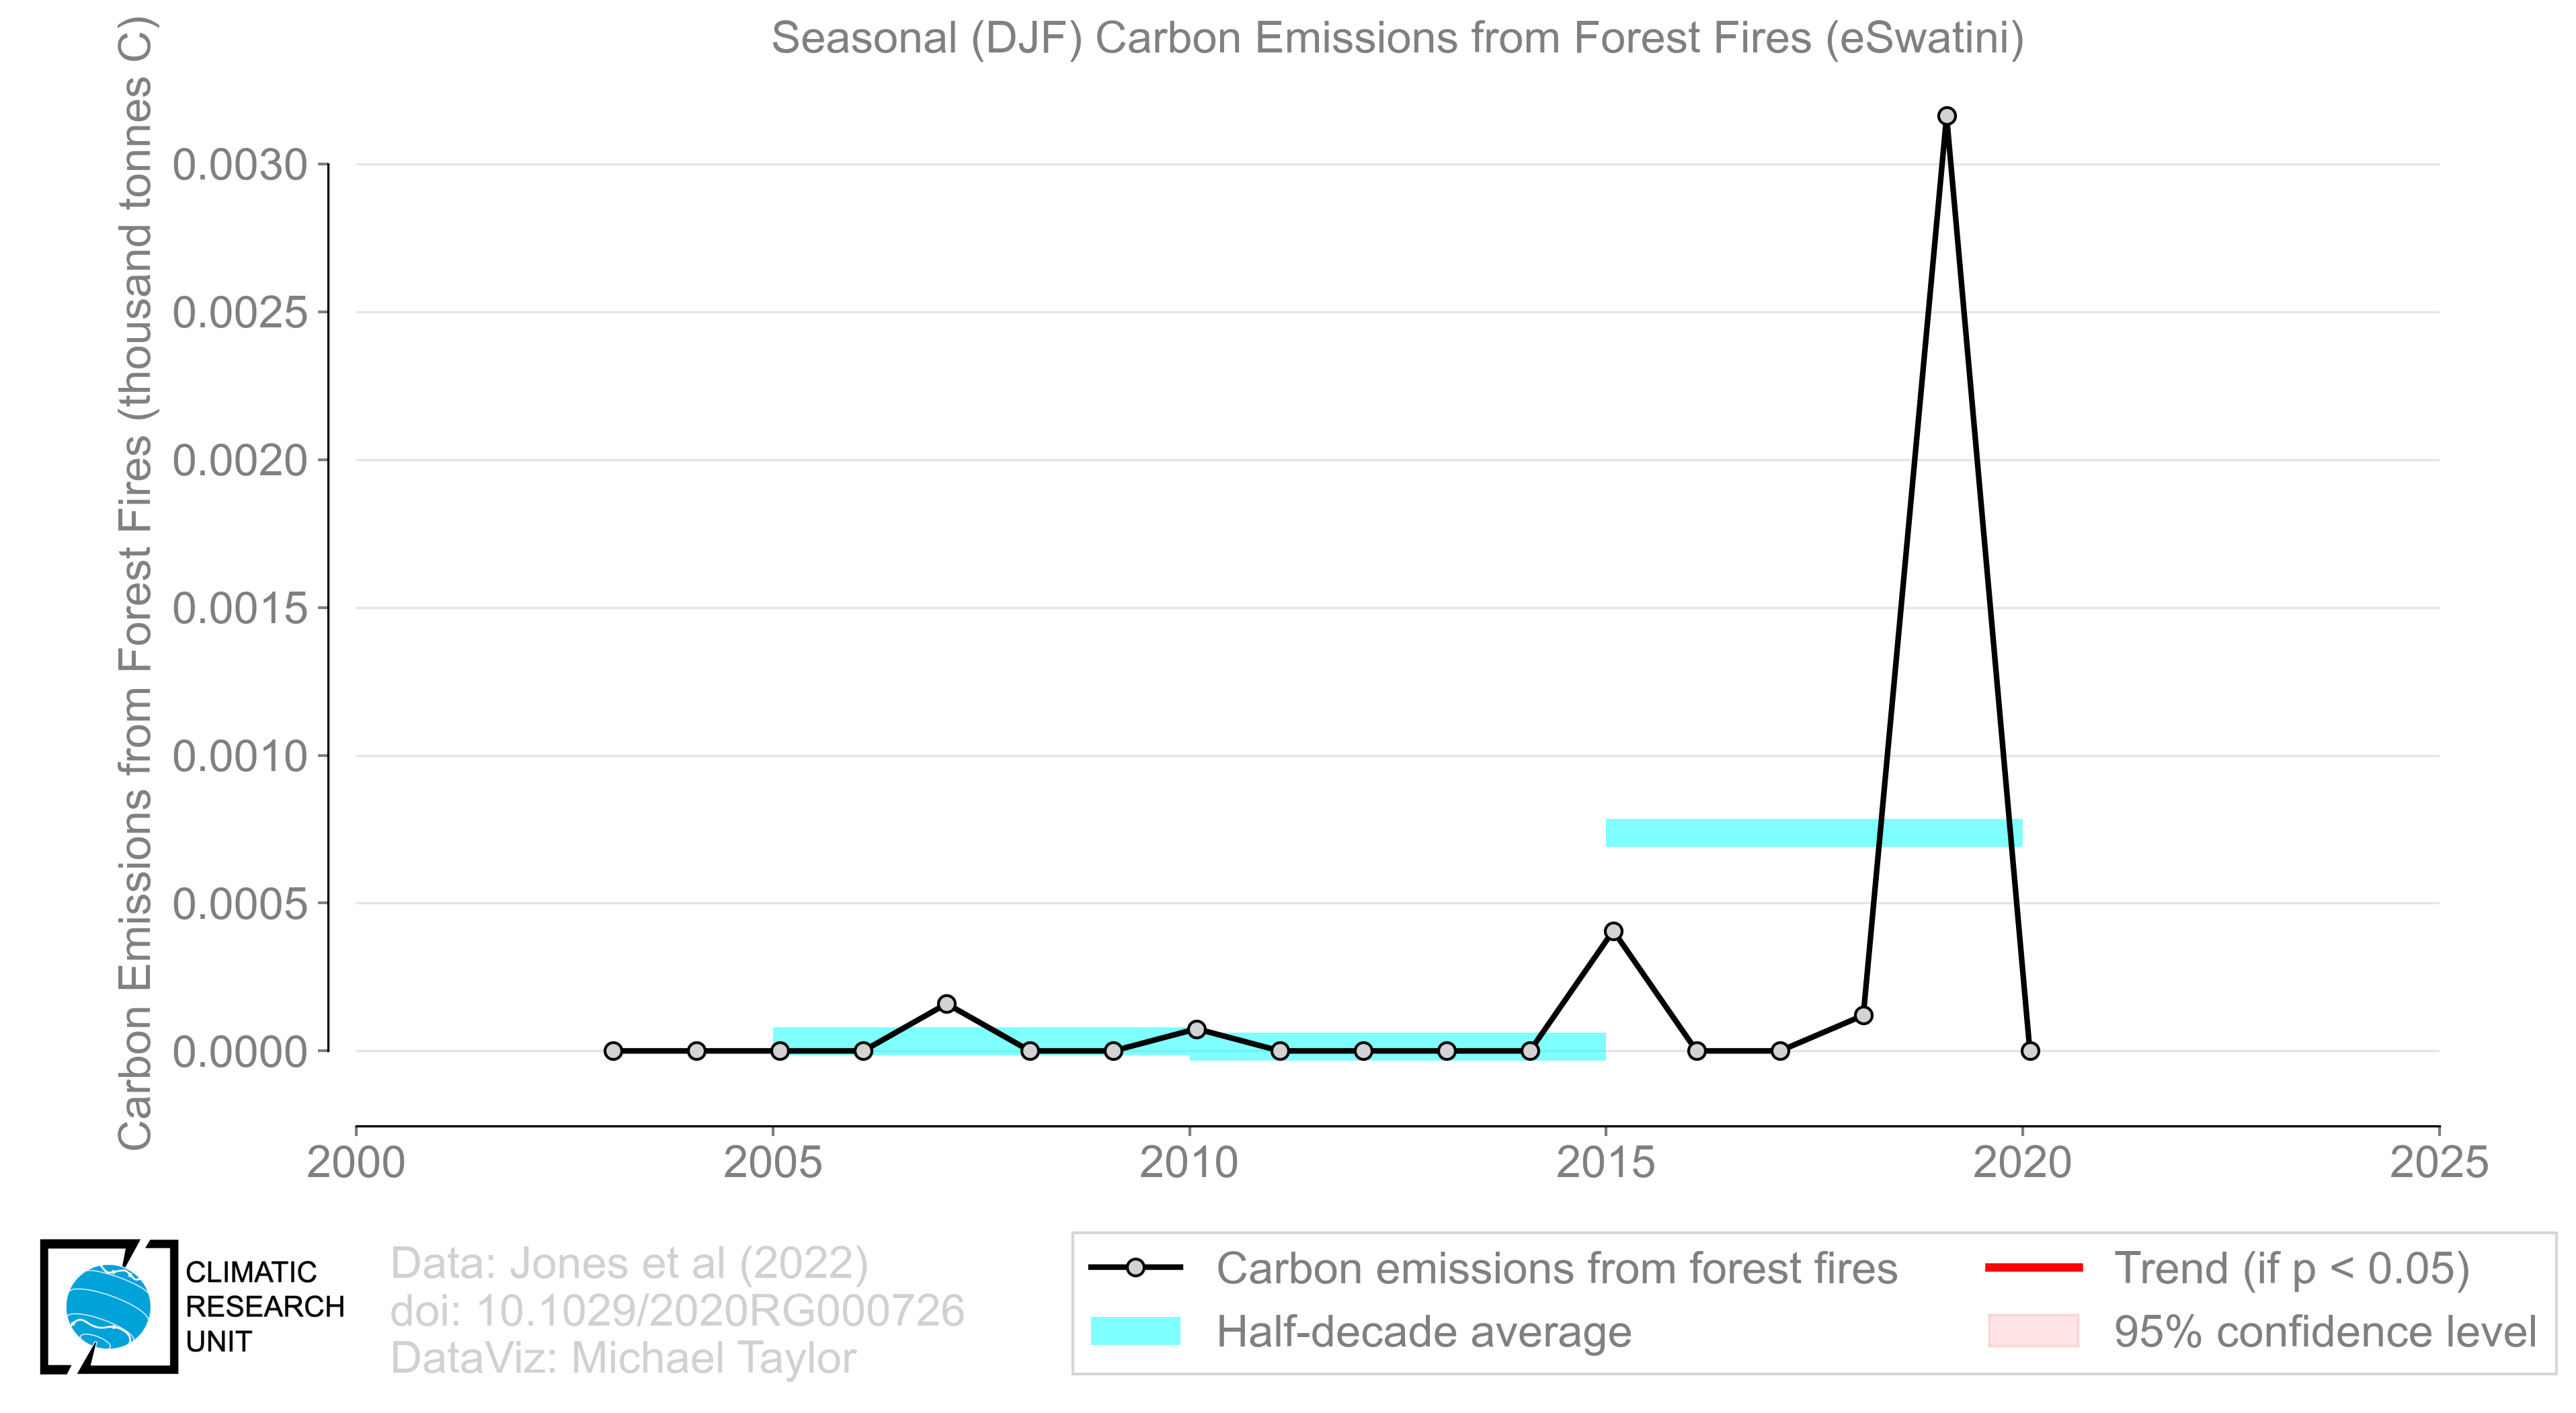 Seasonal (DJF) Carbon Emissions from Forest Fires (eSwatini)
Carbon Emissions from Forest Fires (thousand tonnes C)
0.0030
0.0025
0.0020
0.0015
0.0010
0.0005
0.0000
2000 2005 2010 2015 2020 2025
CLIMATIC
RESEARCH
UNIT
Data: Jones et al (2022)
doi: 10.1029/2020RG000726
DataViz: Michael Taylor
Carbon emissions from forest fires
Half-decade average
Trend (if p < 0.05)
95% confidence level